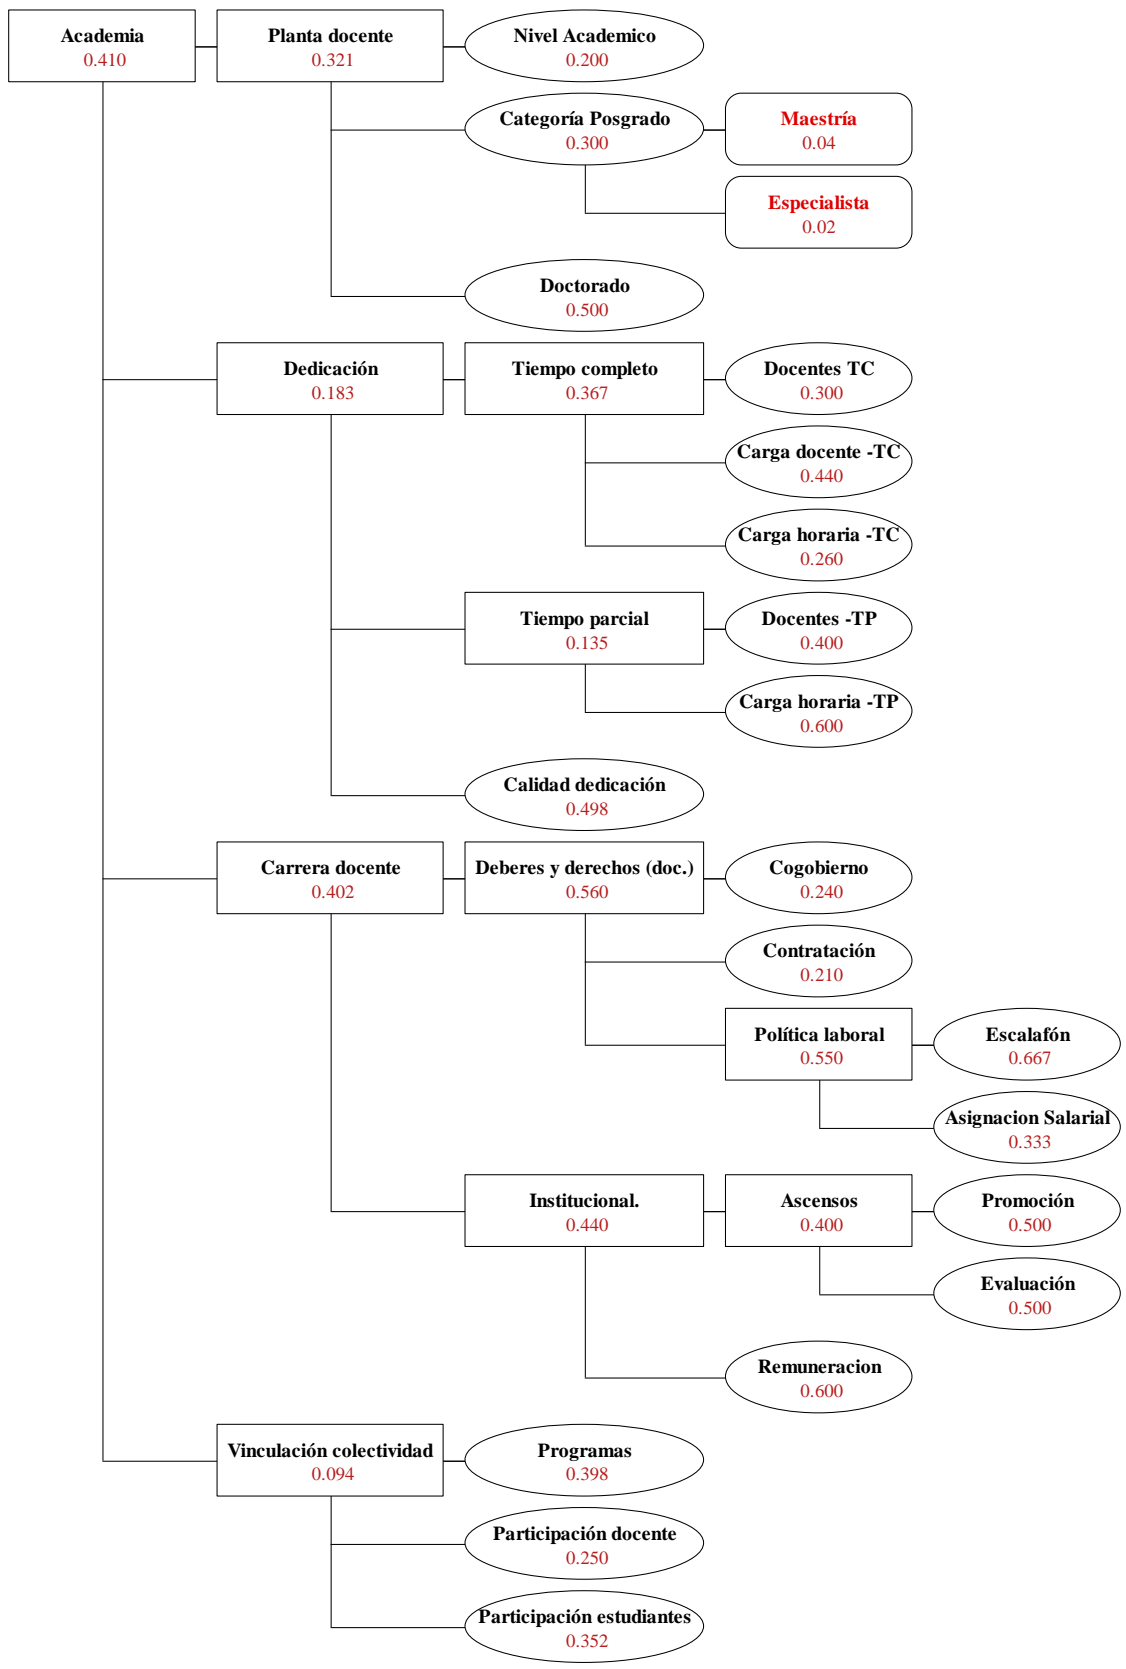 Academia
0.410
Planta docente
0.321
Nivel Academico
0.200
Categoría Posgrado
0.300
Maestría
0.04
Especialista
0.02
Doctorado
0.500
Dedicación
0.183
Tiempo completo
0.367
Docentes TC
0.300
Carga docente -TC
0.440
Carga horaria -TC
0.260
Tiempo parcial
0.135
Docentes -TP
0.400
Carga horaria -TP
0.600
Calidad dedicación
0.498
Carrera docente
0.402
Deberes y derechos (doc.)
0.560
Cogobierno
0.240
Contratación
0.210
Política laboral
0.550
Escalafón
0.667
Asignacion Salarial
0.333
Institucional.
0.440
Ascensos
0.400
Promoción
0.500
Evaluación
0.500
Remuneracion
0.600
Vinculación colectividad
0.094
Programas
0.398
Participación docente
0.250
Participación estudiantes
0.352